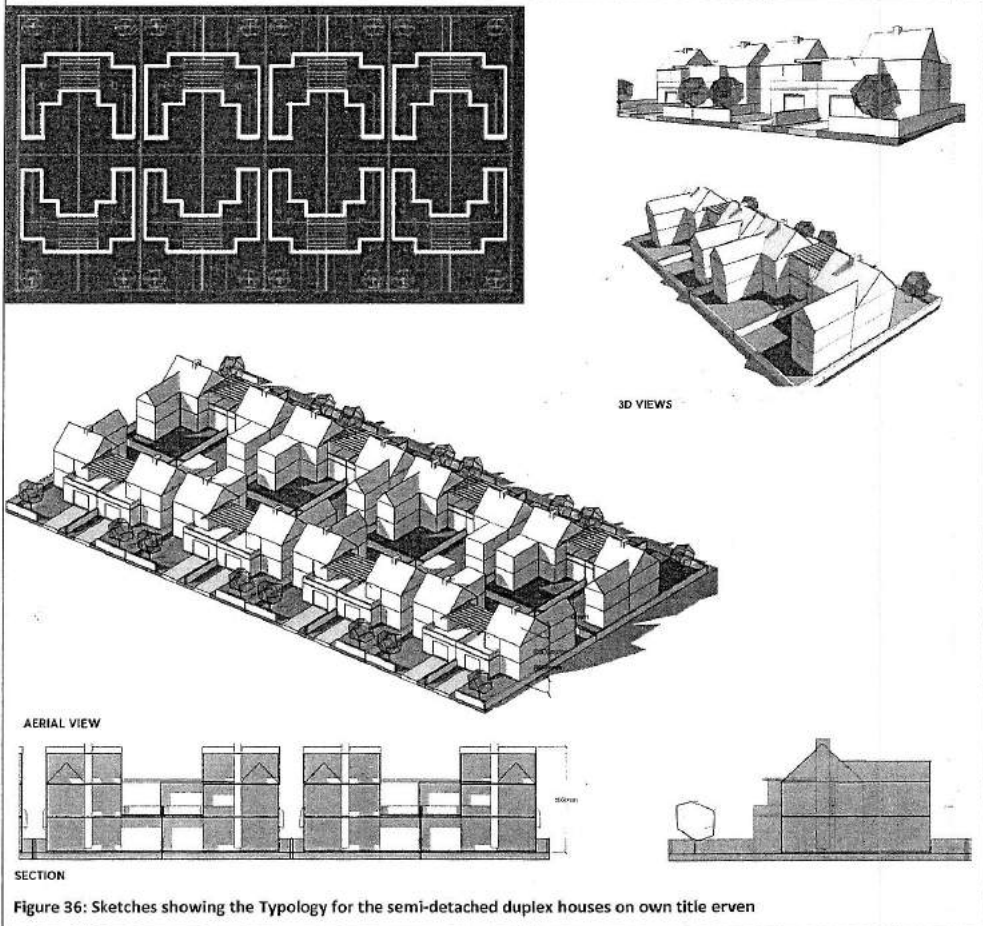 3D VIEWS
AERIAL VIEW
SECTION
Figure 36: Sketches showing the Typology for the semi-detached duplex houses on own title erven